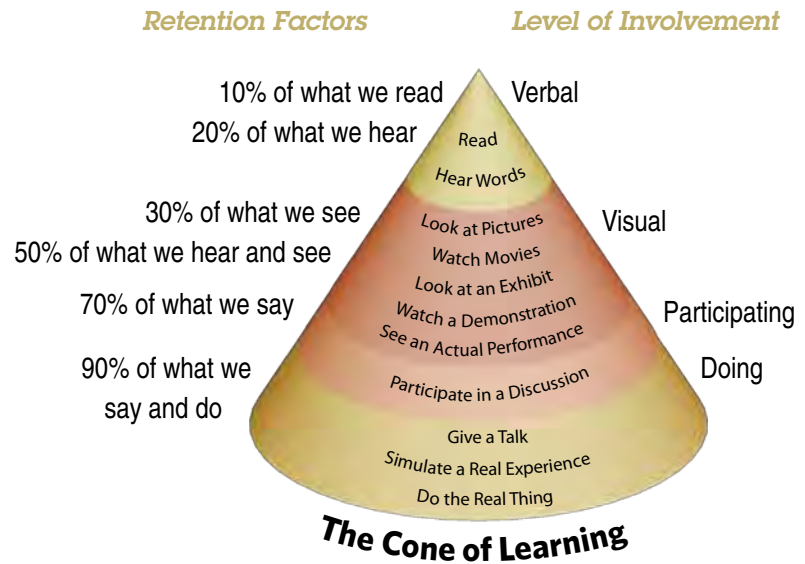 Retention Factors
Level of Involvement
10% of what we read
Verbal
20% of what we hear
Read
Hear Words
30% of what we see
Look at Pictures
Visual
50% of what we hear and see
Watch Movies
Look at an Exhibit
70% of what we say
Watch a Demonstration
Participating
See an Actual Performance
90% of what we
say and do
Doing
Participate in a Discussion
Give a Talk
Simulate a Real Experience
Do the Real Thing
The Cone of Learning